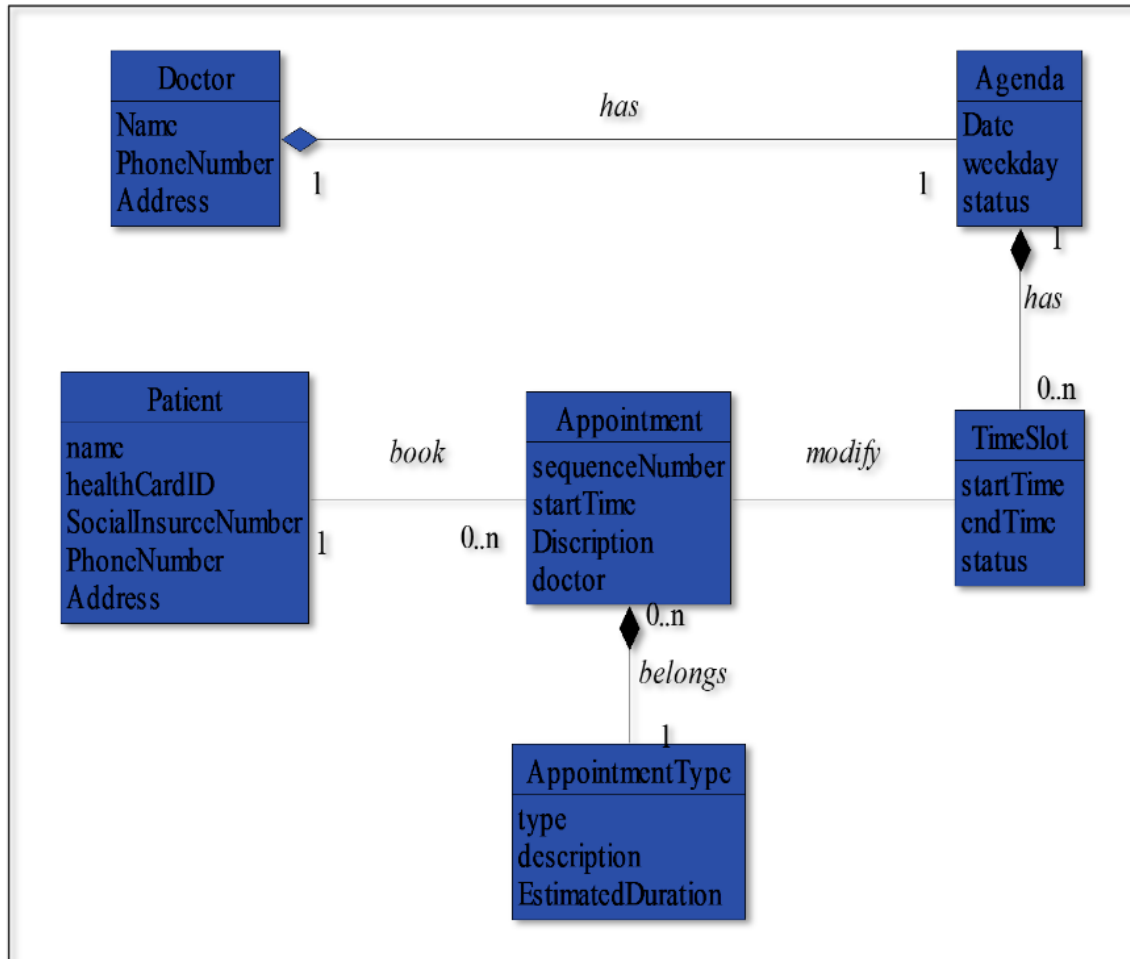 Doctor
Name
PhoneNumber
Address
has
1
1
Agenda
Date
weekday
status
1
has
0..n
Patient
name
healthCardID
SocialInsurceNumber
PhoneNumber
Address
book
1
0..n
Appointment
sequenceNumber
startTime
Discription
doctor
modify
TimeSlot
startTime
endTime
status
0..n
belongs
1
AppointmentType
type
description
EstimatedDuration